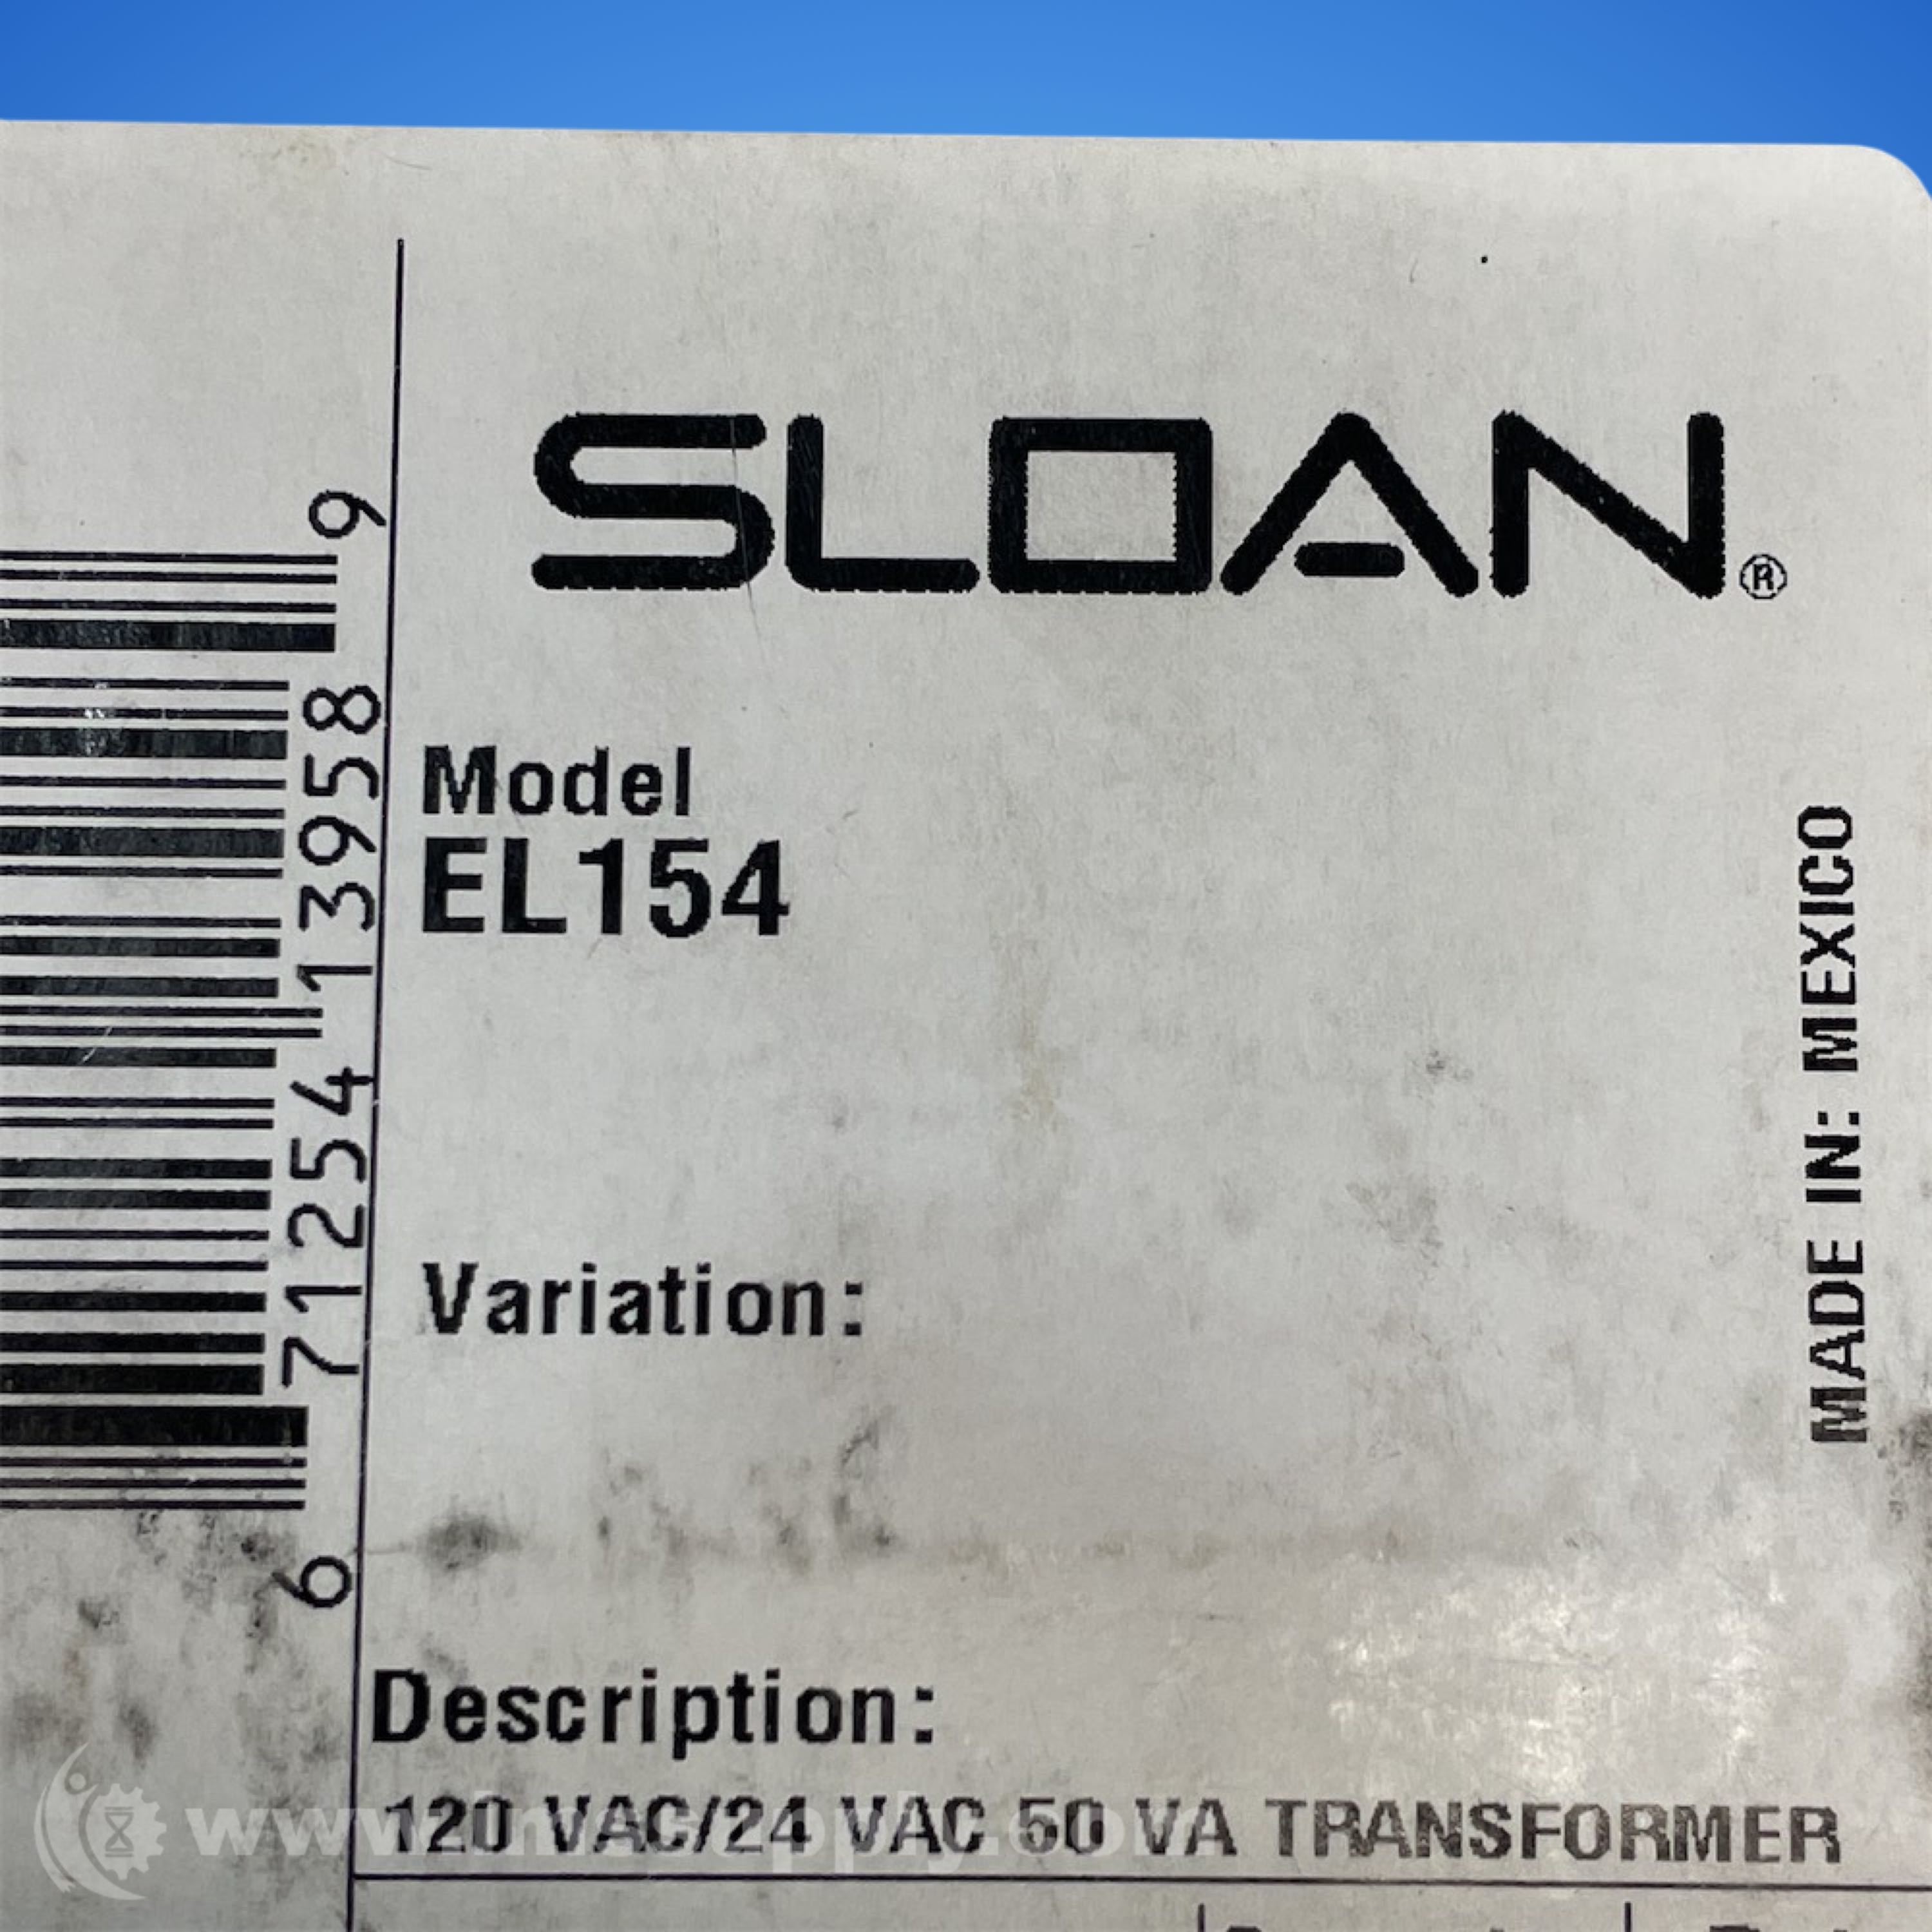 SLOAN®
Model
EL154
Variation:
Description:
120 VAC/24 VAC 50 VA TRANSFORMER
MADE IN: MEXICO
6 71254 13958 9